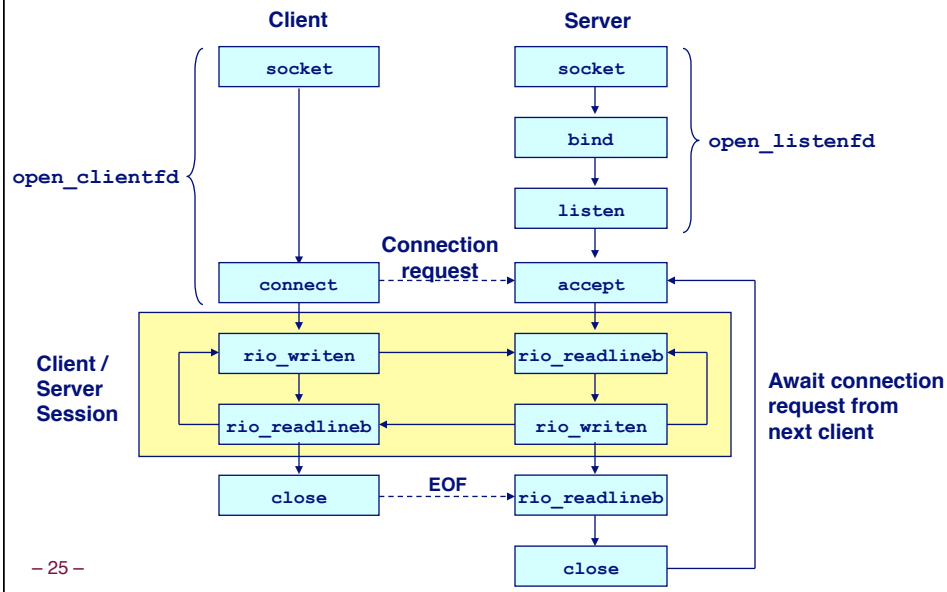 Client
Server
socket
socket
bind
open_listenfd
open_clientfd
listen
Connection
request
connect
accept
Client /
Server
Session
rio_writen
rio_readlineb
rio_readlineb
rio_writen
Await connection
request from
next client
close
EOF
rio_readlineb
close
– 25 –